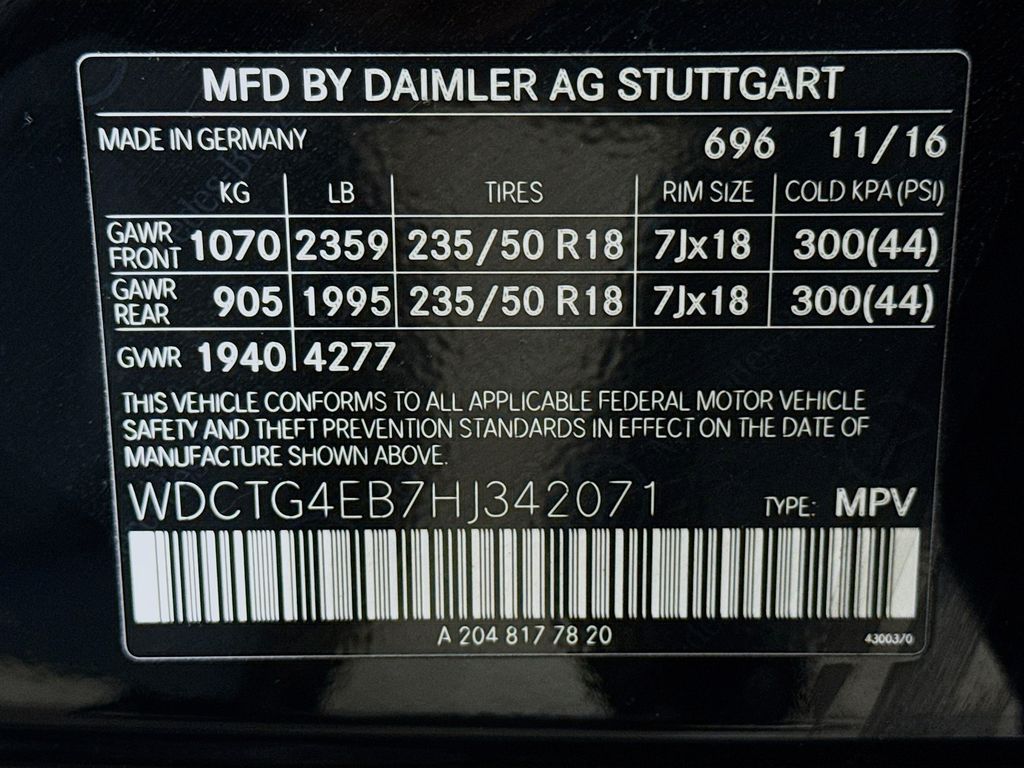 MFD BY DAIMLER AG STUTTGART
MADE IN GERMANY 696 11/16
KG LB TIRES RIM SIZE COLD KPA (PSI)
GAWR FRONT 1070 2359 235/50 R18 7Jx18 300(44)
GAWR REAR 905 1995 235/50 R18 7Jx18 300(44)
GVWR 1940 4277
THIS VEHICLE CONFORMS TO ALL APPLICABLE FEDERAL MOTOR VEHICLE
SAFETY AND THEFT PREVENTION STANDARDS IN EFFECT ON THE DATE OF
MANUFACTURE SHOWN ABOVE.
WDCTG4EB7HJ342071 TYPE: MPV
A 204 817 78 20 4300370